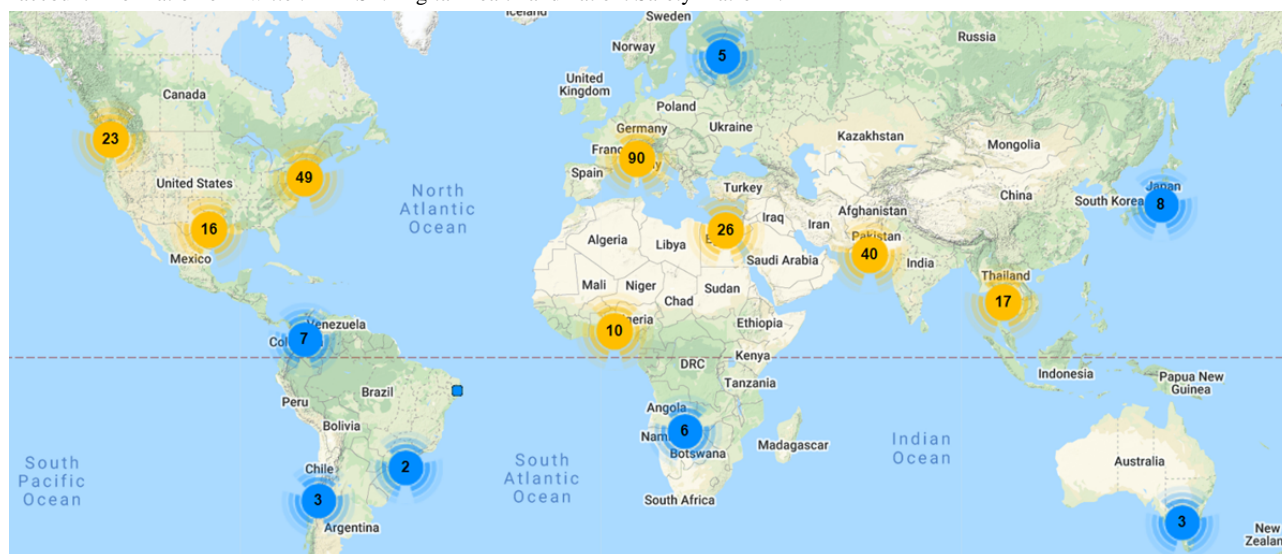 Iceland
Sweden
Norway
Russia
5
United
Kingdom
Canada
Poland
23
Germany
Ukraine
Kazakhstan
Mongolia
90
49
United States
Spain
Turkey
North
Atlantic
Ocean
China
Japan
South Korea
8
Afghanistan
Iraq
Iran
16
26
Algeria
Libya
Pakistan
40
Mexico
Saudi Arabia
India
Thailand
17
Mali
Niger
Chad
Sudan
Venezuela
7
10
Nigeria
Ethiopia
DRC
Kenya
Tanzania
Indonesia
Papua New
Guinea
Peru
Brazil
Angola
Bolivia
6
Botswana
Madagascar
Indian
Ocean
South
Pacific
Ocean
Chile
2
South
Atlantic
Ocean
Australia
3
South Africa
Argentina
3
New